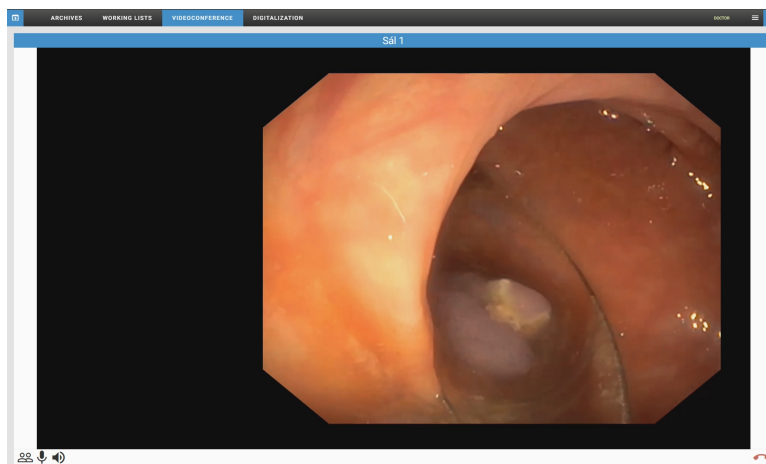 ARCHIVES WORKING LISTS VIDEOCONFERENCE DIGITALIZATION DOCTOR
Sál 1